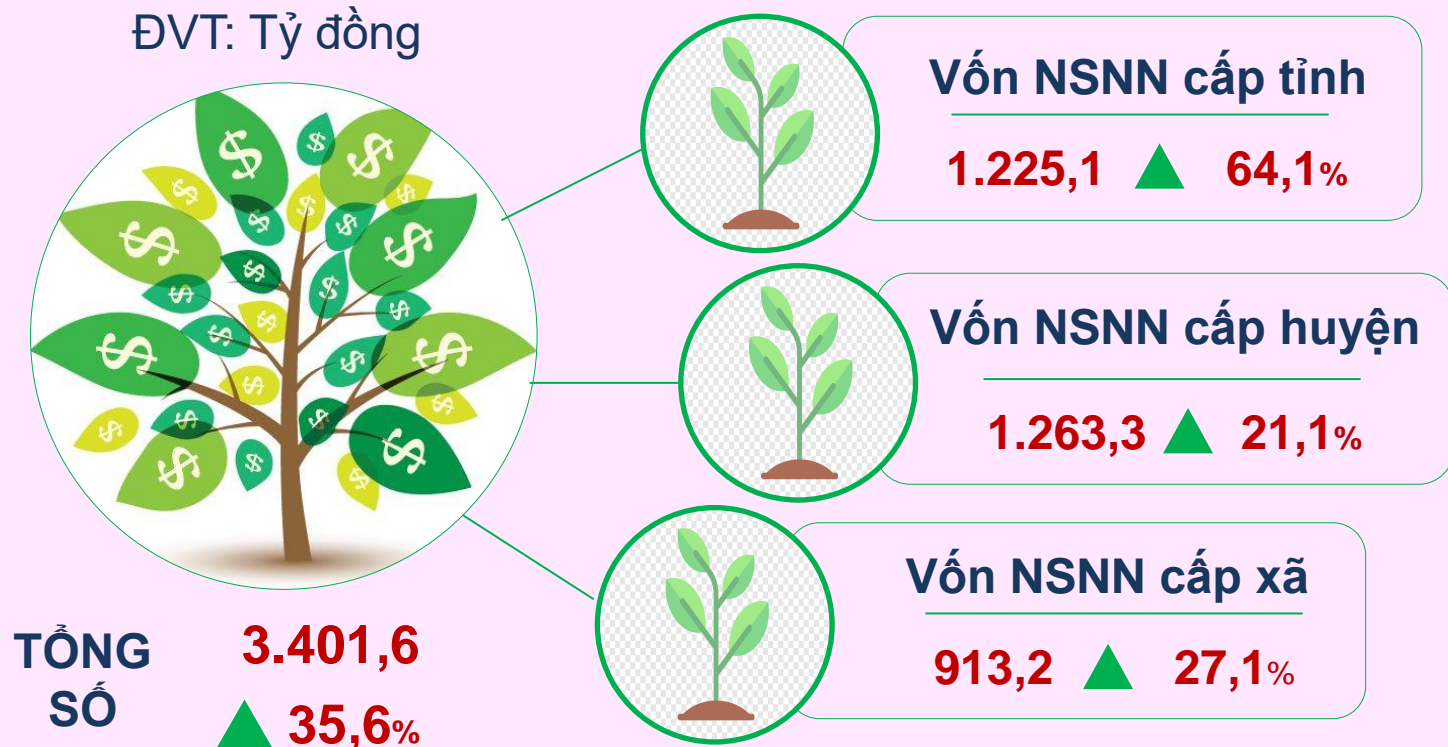 ĐVT: Tỷ đồng
Vốn NSNN cấp tỉnh
1.225,1 ▲ 64,1%
Vốn NSNN cấp huyện
1.263,3 ▲ 21,1%
Vốn NSNN cấp xã
913,2 ▲ 27,1%
TỔNG
SỐ
3.401,6
▲ 35,6%